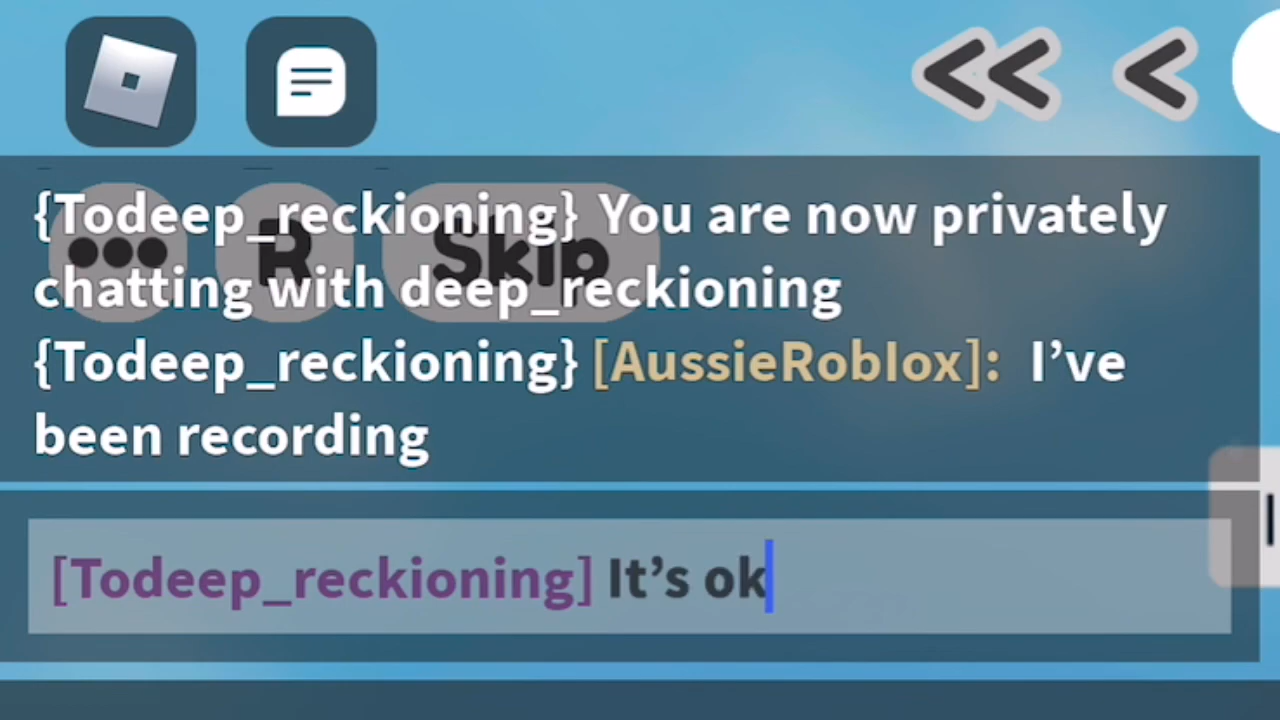 {Todeep_reckioning} You are now privately
chatting with deep_reckioning
{Todeep_reckioning} [AussieRoblox]: I’ve
been recording
R
Skip
[Todeep_reckioning] It’s ok